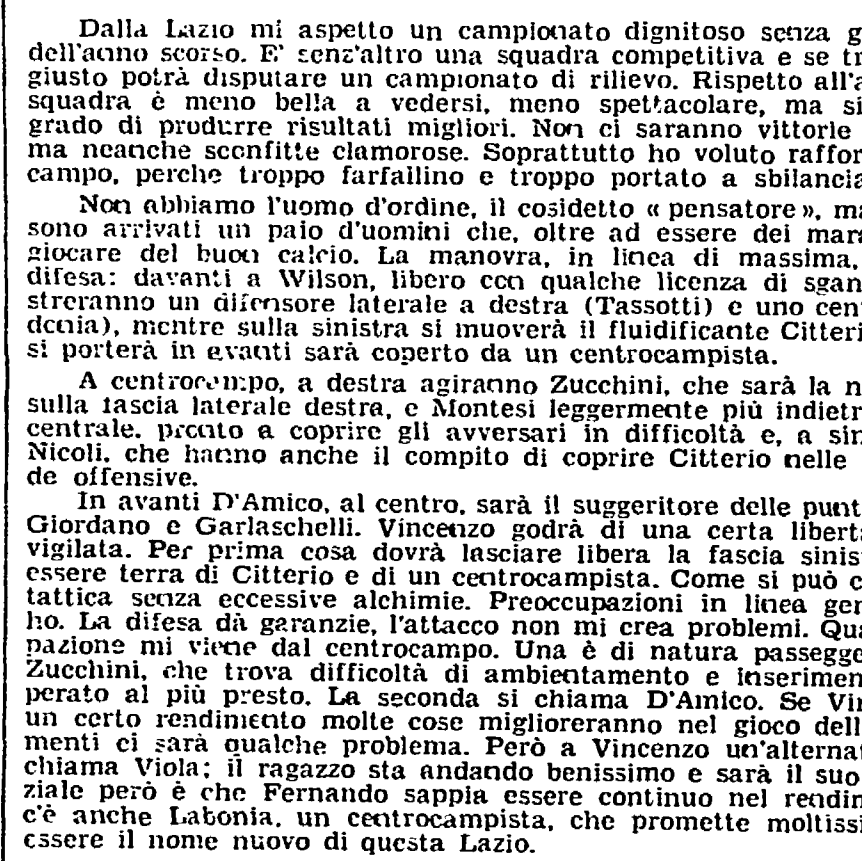 Dalla Lazio mi aspetto un campionato dignitoso senza g
dell'anno scorso. E' senz'altro una squadra competitiva e se tr
giusto potrà disputare un campionato di rilievo. Rispetto all'a
squadra è meno bella a vedersi, meno spettacolare, ma si
grado di produrre risultati migliori. Non ci saranno vittorie
ma neanche sconfitte clamorose. Soprattutto ho voluto raffor
campo, perche troppo farfallino e troppo portato a sbilancia
Non abbiamo l'uomo d'ordine, il cosidetto « pensatore », ma
sono arrivati un paio d'uomini che, oltre ad essere dei mar
giocare del buon calcio. La manovra, in linea di massima,
difesa: davanti a Wilson, libero con qualche licenza di sgan
streranno un difensore laterale a destra (Tassotti) e uno cen
denia), mentre sulla sinistra si muoverà il fluidificante Citteri
si porterà in avanti sarà coperto da un centrocampista.
A centrocampo, a destra agiranno Zucchini, che sarà la n
sulla fascia laterale destra, e Montesi leggermente più indietr
centrale, pronto a coprire gli avversari in difficoltà e, a sin
Nicoli, che hanno anche il compito di coprire Citterio nelle
de offensive.
In avanti D'Amico, al centro, sarà il suggeritore delle punt
Giordano e Garlaschelli. Vincenzo godrà di una certa libert
vigilata. Per prima cosa dovrà lasciare libera la fascia sinis
essere terra di Citterio e di un centrocampista. Come si può c
tattica senza eccessive alchimie. Preoccupazioni in linea gen
ho. La difesa dà garanzie, l'attacco non mi crea problemi. Qua
pazione mi viene dal centrocampo. Una è di natura passegge
Zucchini, che trova difficoltà di ambientamento e inserimen
perato al più presto. La seconda si chiama D'Amico. Se Vin
un certo rendimento molte cose miglioreranno nel gioco dell
menti ci sarà qualche problema. Però a Vincenzo un'alternat
chiama Viola; il ragazzo sta andando benissimo e sarà il suo
ziale però è che Fernando sappia essere continuo nel rendin
c'è anche Labonia, un centrocampista, che promette moltissi
essere il nome nuovo di questa Lazio.